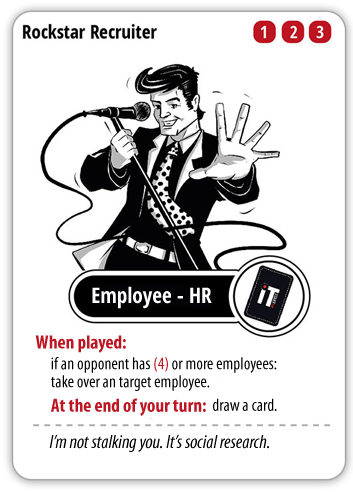 Rockstar Recruiter 1 2 3
Employee - HR
iT
When played:
if an opponent has (4) or more employees:
take over an target employee.
At the end of your turn: draw a card.
I'm not stalking you. It's social research.